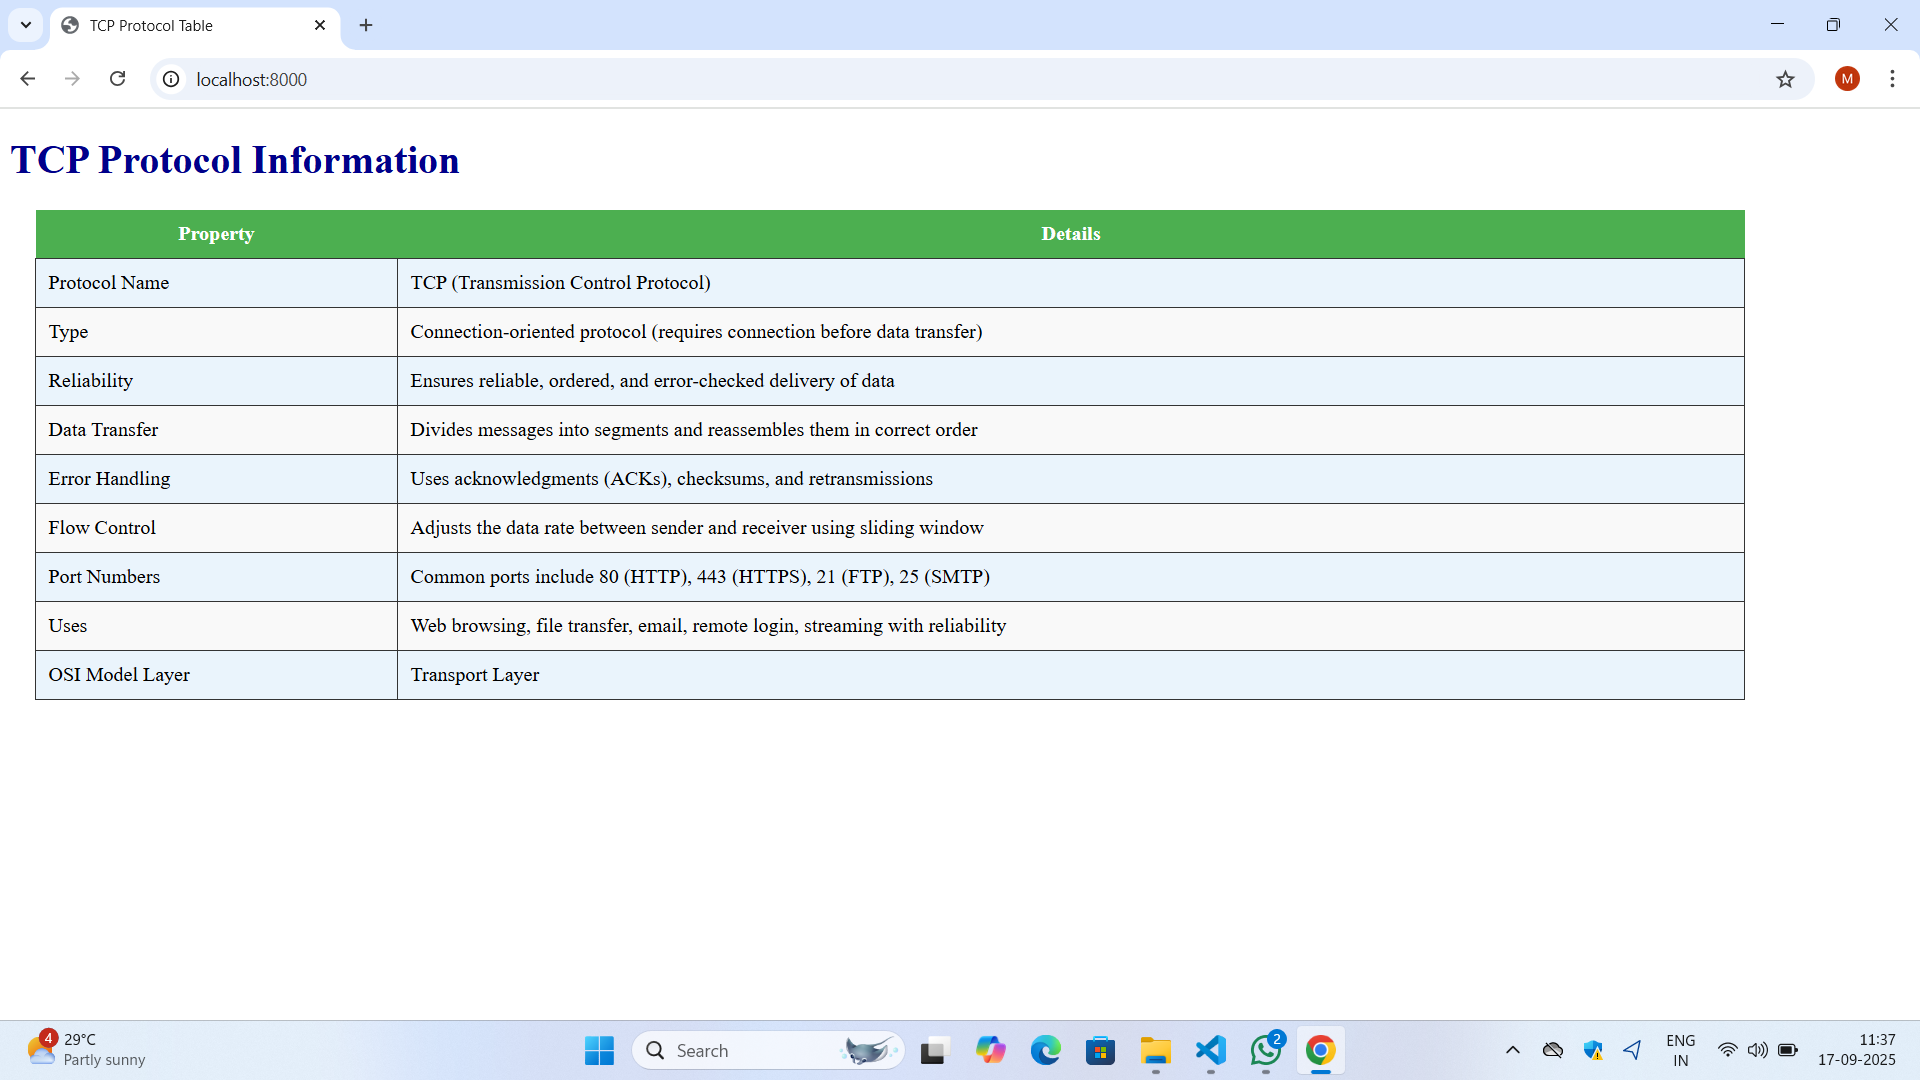 TCP Protocol Table
localhost:8000
M
TCP Protocol Information
Property Details
Protocol Name TCP (Transmission Control Protocol)
Type Connection-oriented protocol (requires connection before data transfer)
Reliability Ensures reliable, ordered, and error-checked delivery of data
Data Transfer Divides messages into segments and reassembles them in correct order
Error Handling Uses acknowledgments (ACKs), checksums, and retransmissions
Flow Control Adjusts the data rate between sender and receiver using sliding window
Port Numbers Common ports include 80 (HTTP), 443 (HTTPS), 21 (FTP), 25 (SMTP)
Uses Web browsing, file transfer, email, remote login, streaming with reliability
OSI Model Layer Transport Layer
4 29°C
Partly sunny
Search
2
ENG
IN
11:37
17-09-2025